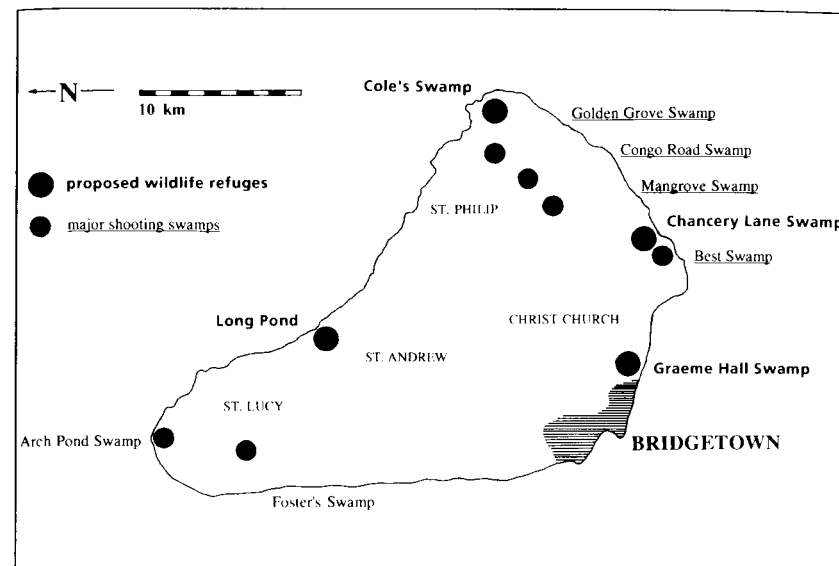 Cole's Swamp
N
10 km
Golden Grove Swamp
Congo Road Swamp
proposed wildlife refuges
Mangrove Swamp
major shooting swamps
ST. PHILIP
Chancery Lane Swamp
Best Swamp
Long Pond
CHRIST CHURCH
ST. ANDREW
Graeme Hall Swamp
ST. LUCY
Arch Pond Swamp
BRIDGETOWN
Foster's Swamp